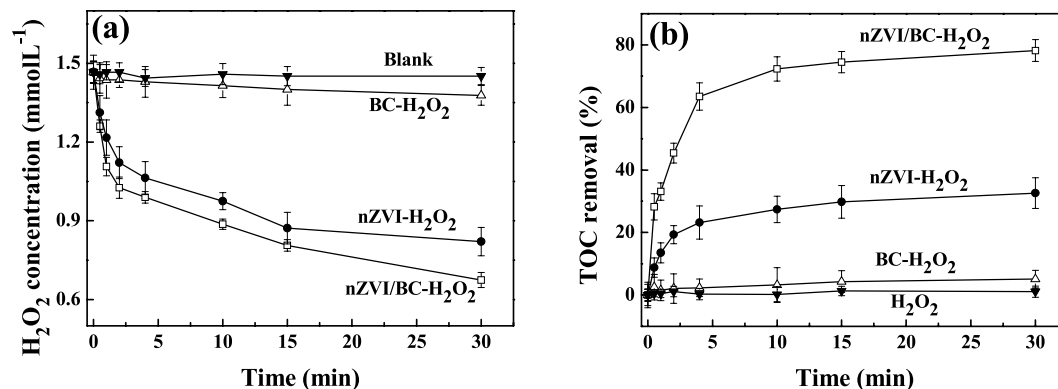 (a)
H₂O₂ concentration (mmolL⁻¹)
1.5
1.2
0.9
0.6
Blank
BC-H₂O₂
nZVI-H₂O₂
nZVI/BC-H₂O₂
0 5 10 15 20 25 30
Time (min)
(b)
TOC removal (%)
80
60
40
20
0
nZVI/BC-H₂O₂
nZVI-H₂O₂
BC-H₂O₂
H₂O₂
0 5 10 15 20 25 30
Time (min)